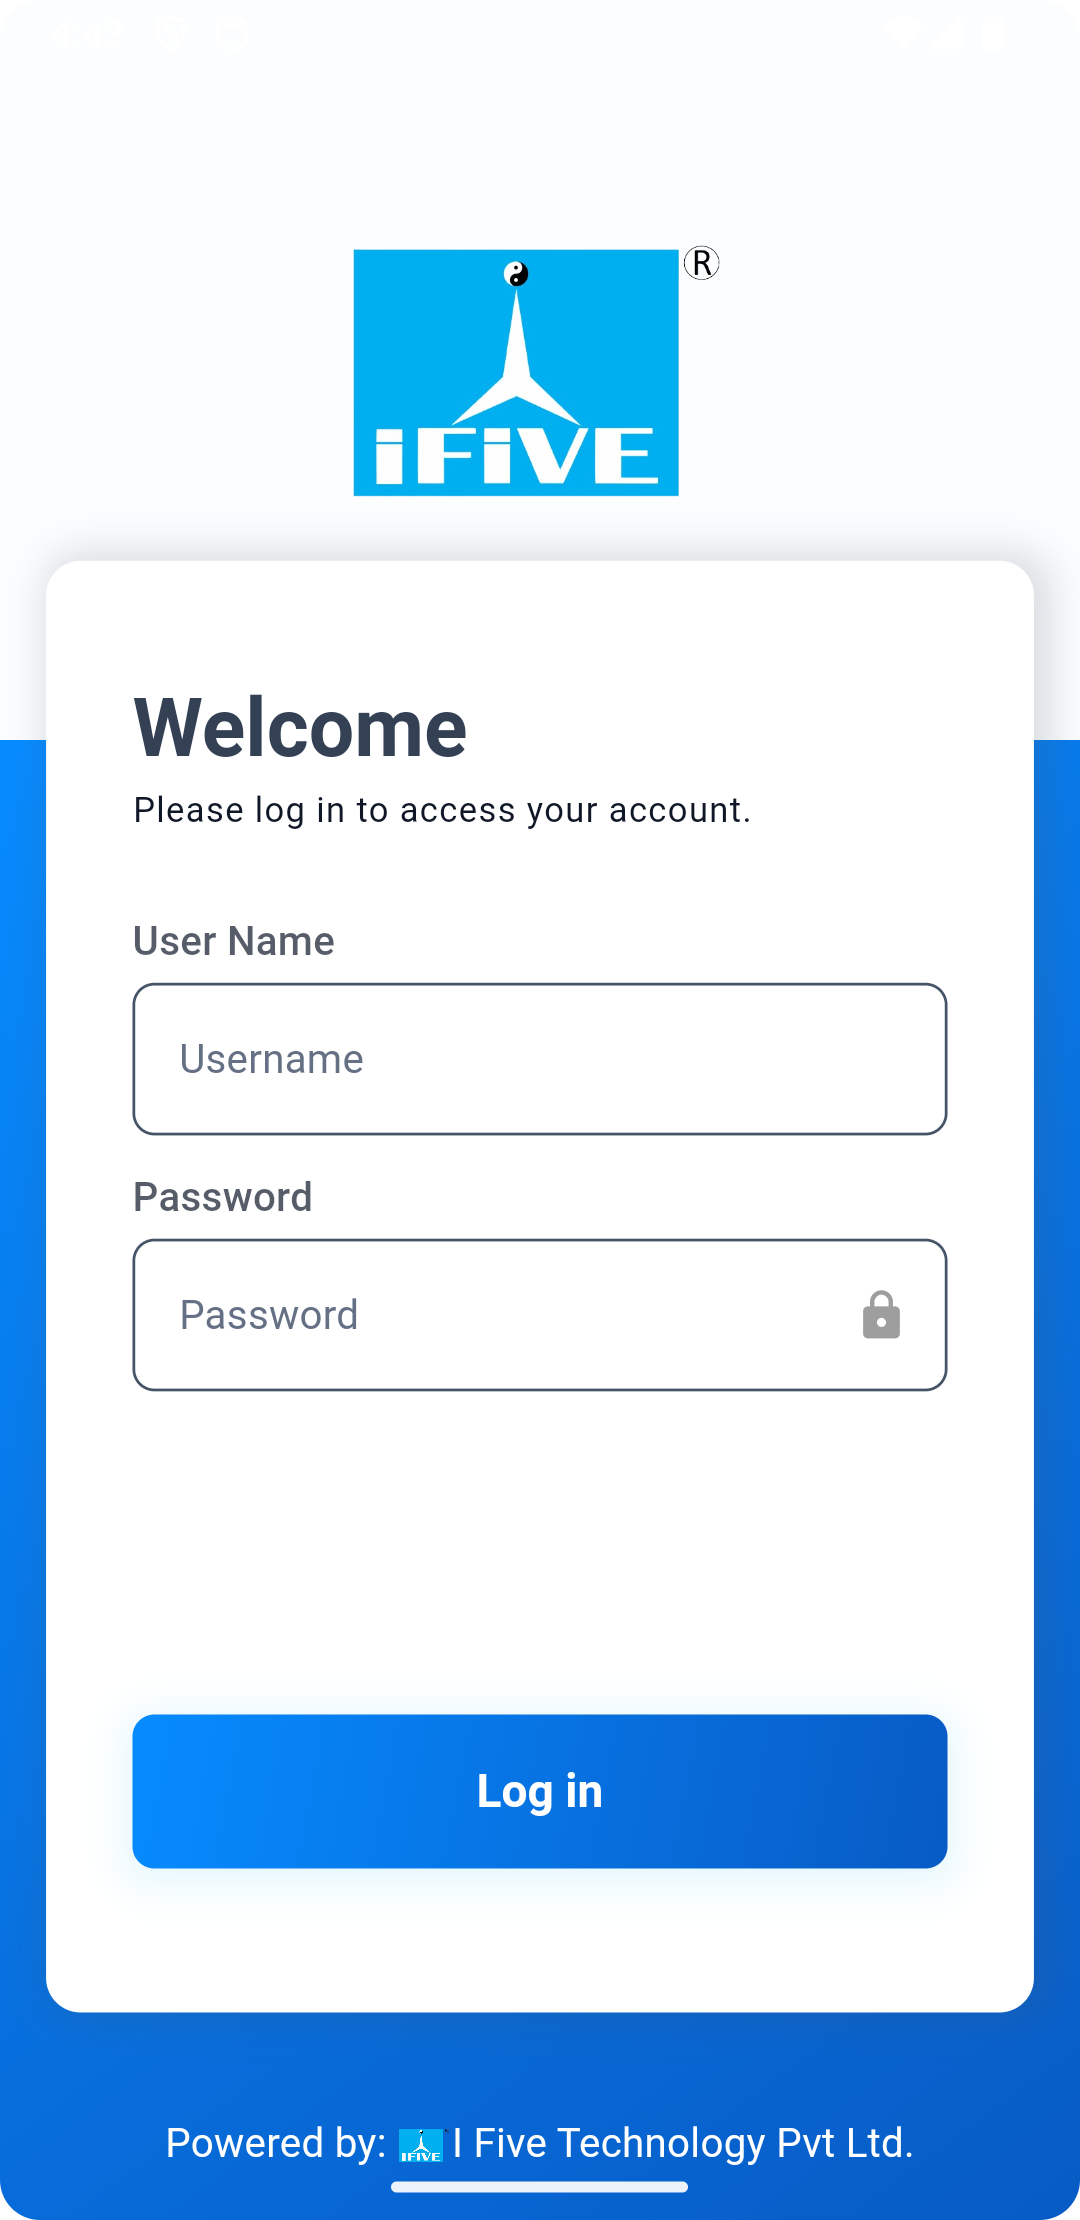 ®
iFiVE
Welcome
Please log in to access your account.
User Name
Username
Password
Password
Log in
Powered by: iFiVE I Five Technology Pvt Ltd.